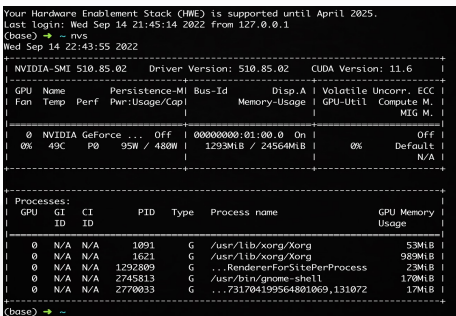 Your Hardware Enablement Stack (HWE) is supported until April 2025.
Last login: Wed Sep 14 21:45:14 2022 from 127.0.0.1
(base) ➜ ~ nvs
Wed Sep 14 22:43:55 2022
NVIDIA-SMI 510.85.02 Driver Version: 510.85.02 CUDA Version: 11.6
GPU Name Persistence-M| Bus-Id Disp.A | Volatile Uncorr. ECC
Fan Temp Perf Pwr:Usage/Cap| Memory-Usage | GPU-Util Compute M.
MIG M.
0 NVIDIA GeForce ... Off | 00000000:01:00.0 On | Off
0% 49C P0 95W / 480W | 1293MiB / 24564MiB | 0% Default
N/A
Processes:
GPU GI CI PID Type Process name GPU Memory
ID ID Usage
0 N/A N/A 1091 G /usr/lib/xorg/Xorg 53MiB
0 N/A N/A 1621 G /usr/lib/xorg/Xorg 989MiB
0 N/A N/A 1292809 G ...RendererForSitePerProcess 23MiB
0 N/A N/A 2745813 G /usr/bin/gnome-shell 170MiB
0 N/A N/A 2770033 G ...731704199564801069,131072 17MiB
(base) ➜ ~